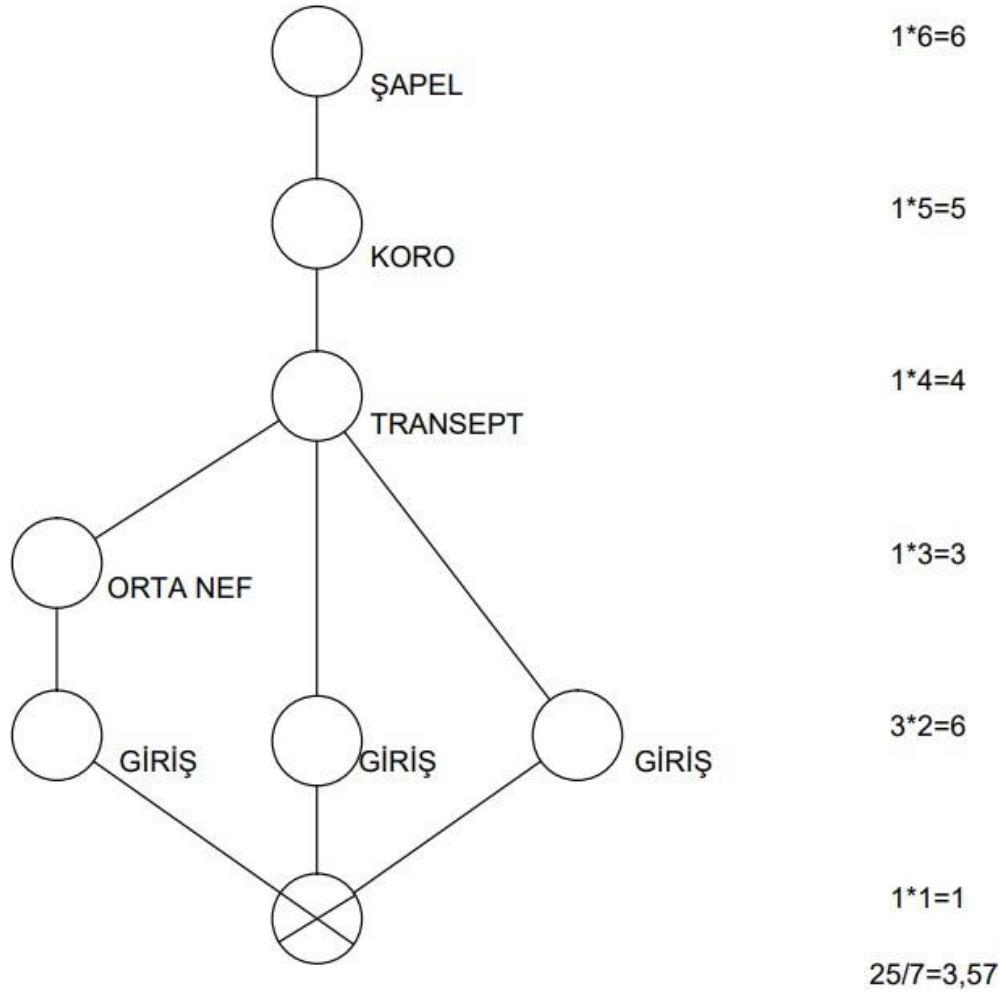 1*6=6
ŞAPEL
1*5=5
KORO
1*4=4
TRANSEPT
1*3=3
ORTA NEF
3*2=6
GİRİŞ
GİRİŞ
GİRİŞ
1*1=1
25/7=3,57